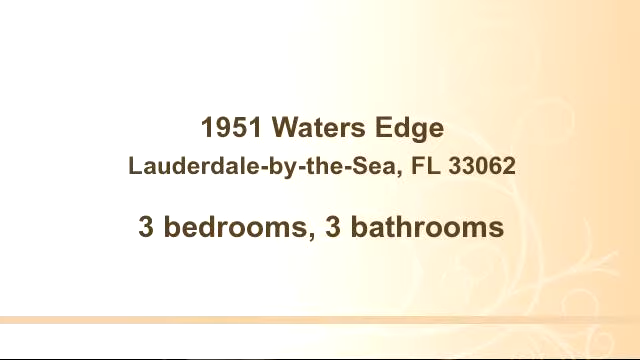 1951 Waters Edge
Lauderdale-by-the-Sea, FL 33062
3 bedrooms, 3 bathrooms